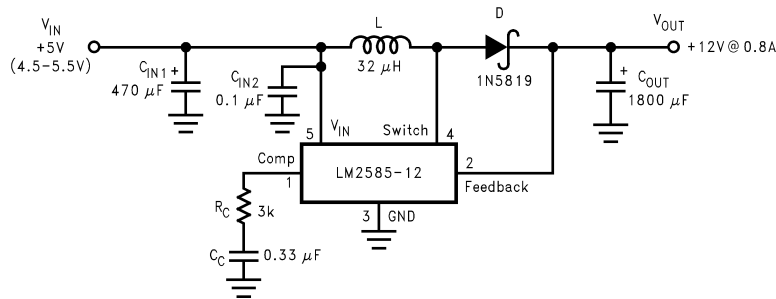 V_IN
+5V
(4.5-5.5V)
L
32 μH
D
1N5819
V_OUT
+12V @ 0.8A
C_IN1 +
470 μF
C_IN2
0.1 μF
+
C_OUT
1800 μF
5
V_IN
Switch
4
Comp
1
LM2585-12
2
Feedback
3
GND
R_C
3k
C_C
0.33 μF